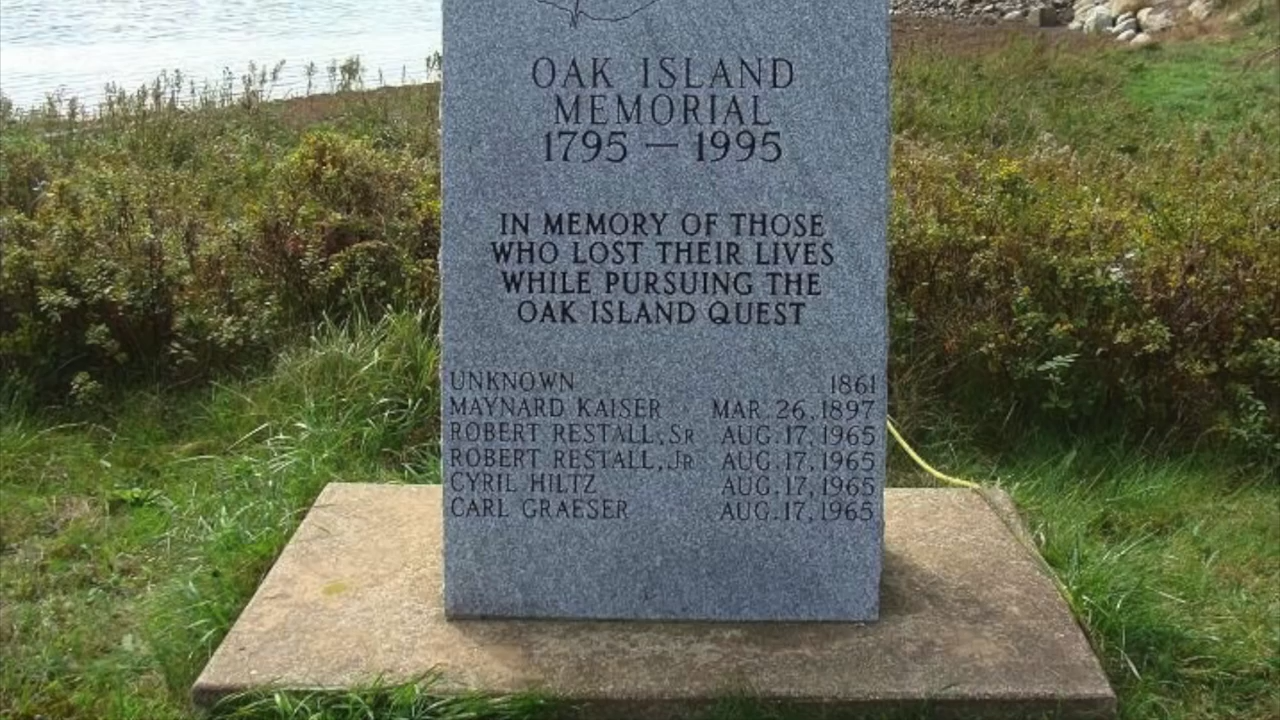 OAK ISLAND
MEMORIAL
1795 — 1995
IN MEMORY OF THOSE
WHO LOST THEIR LIVES
WHILE PURSUING THE
OAK ISLAND QUEST
UNKNOWN 1861
MAYNARD KAISER MAR. 26, 1897
ROBERT RESTALL, SR AUG. 17, 1965
ROBERT RESTALL, JR AUG. 17, 1965
CYRIL HILTZ AUG. 17, 1965
CARL GRAESER AUG. 17, 1965